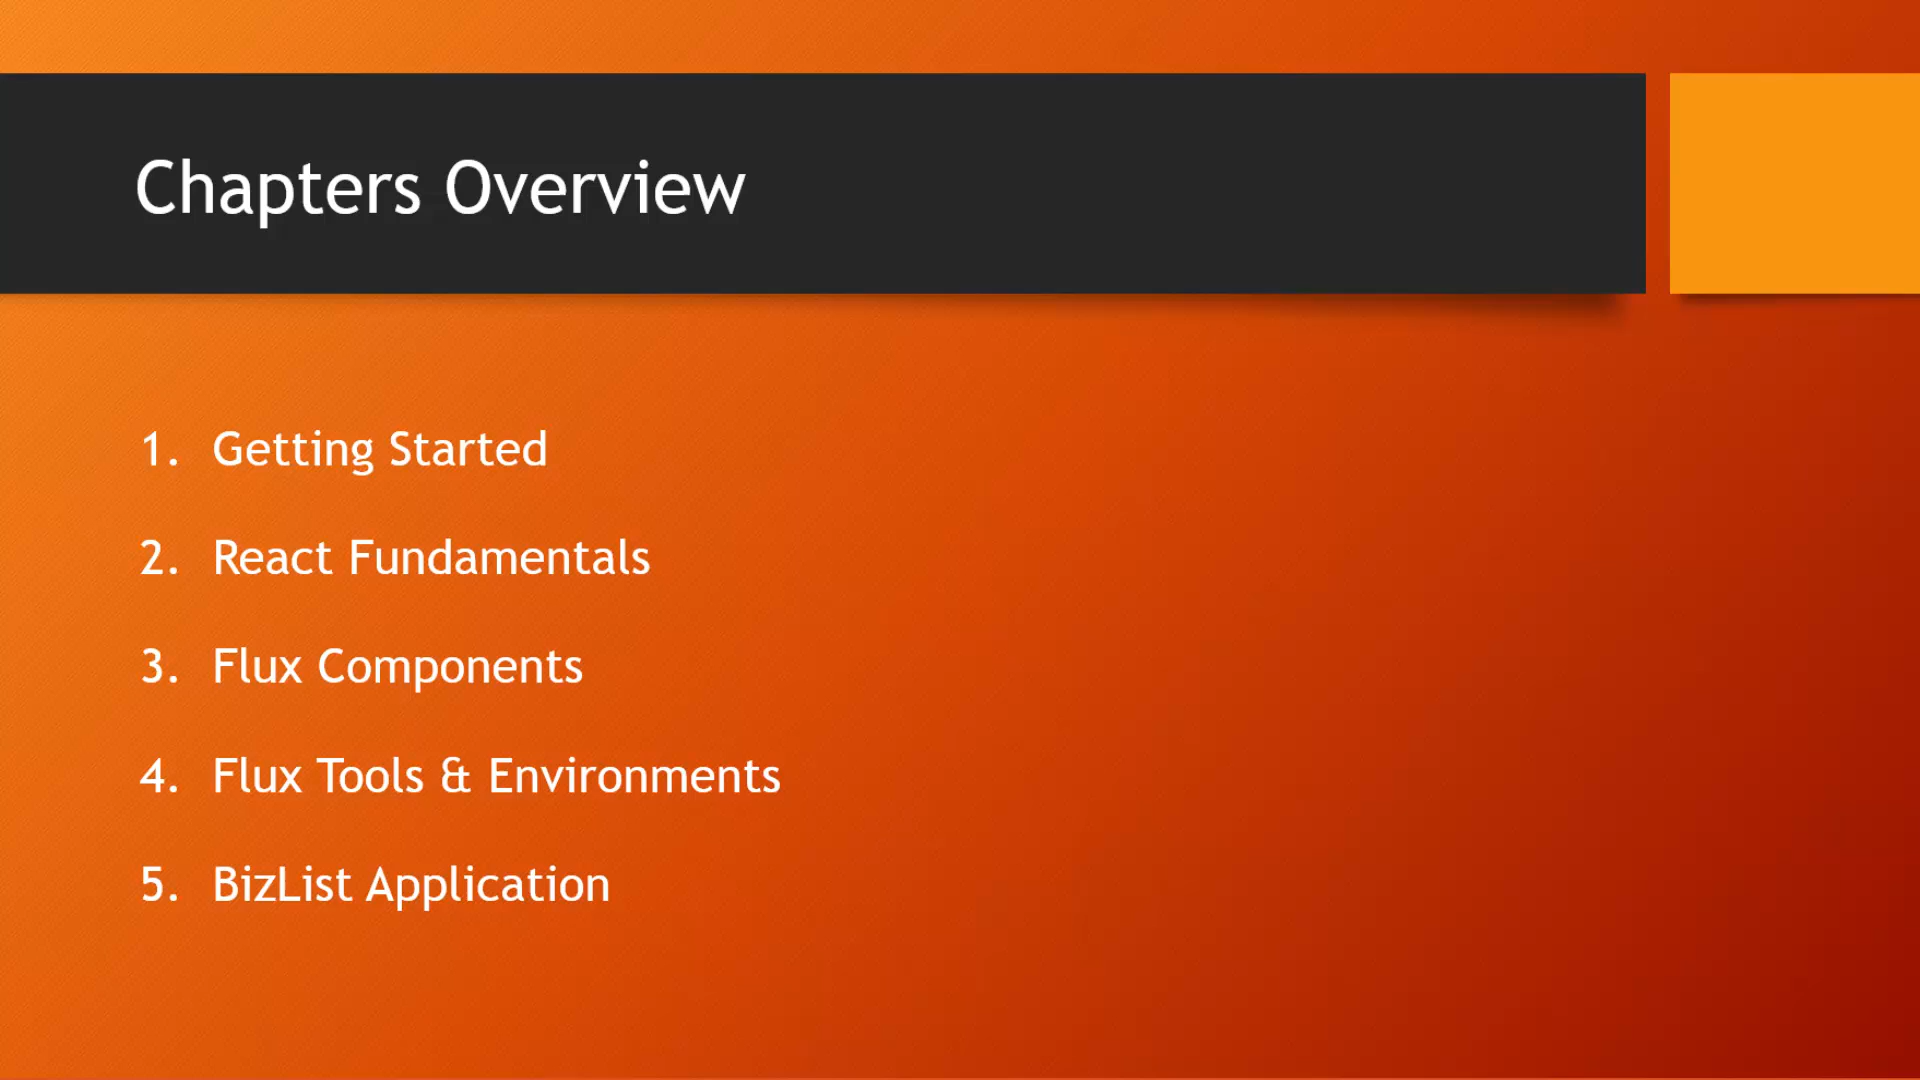 Chapters Overview
1. Getting Started
2. React Fundamentals
3. Flux Components
4. Flux Tools & Environments
5. BizList Application